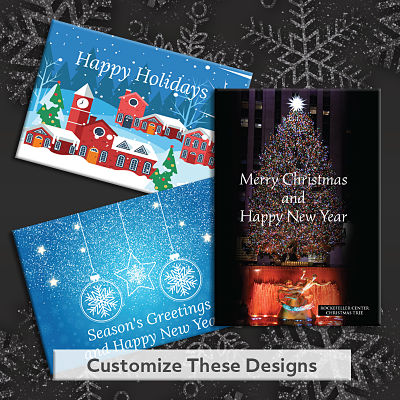 Happy Holidays
Merry Christmas
and
Happy New Year
ROCKEFELLER CENTER
CHRISTMAS TREE
Season's Greetings
and Happy New Year
Customize These Designs